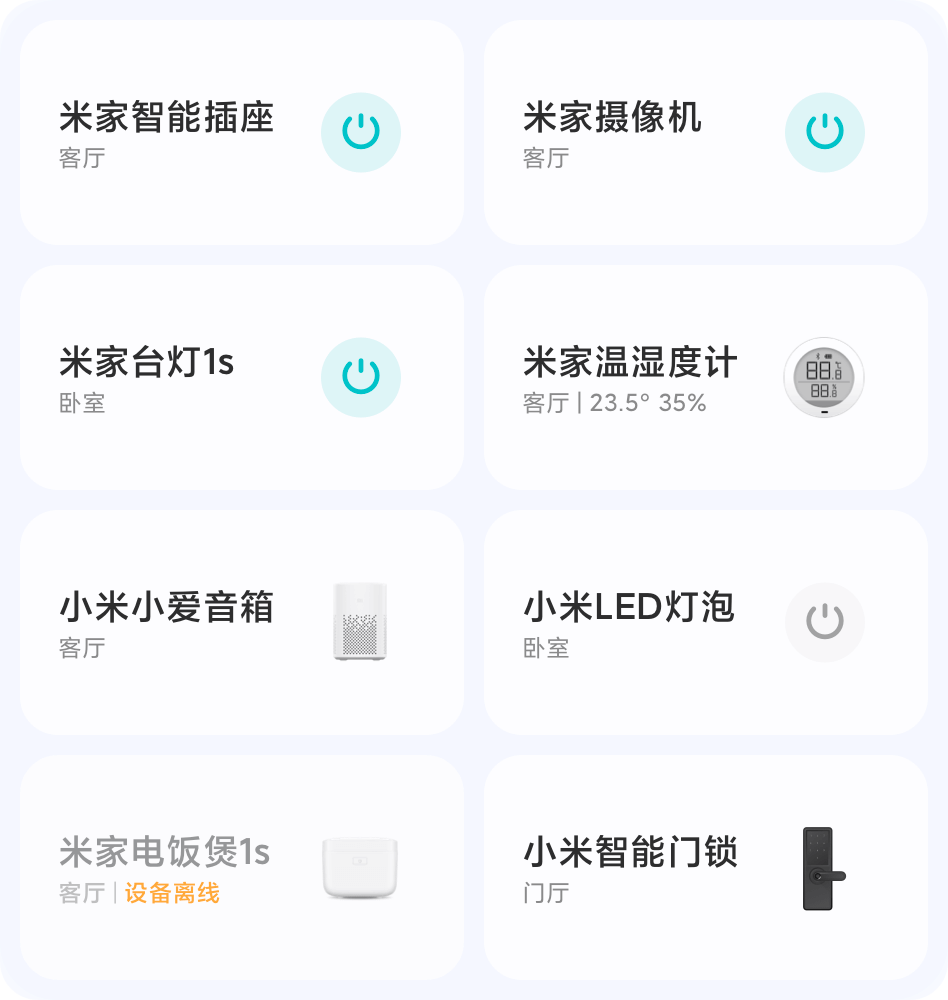 米家智能插座
客厅
米家摄像机
客厅
米家台灯1s
卧室
米家温湿度计
客厅 | 23.5° 35%
小米小爱音箱
客厅
小米LED灯泡
卧室
米家电饭煲1s
客厅 | 设备离线
小米智能门锁
门厅